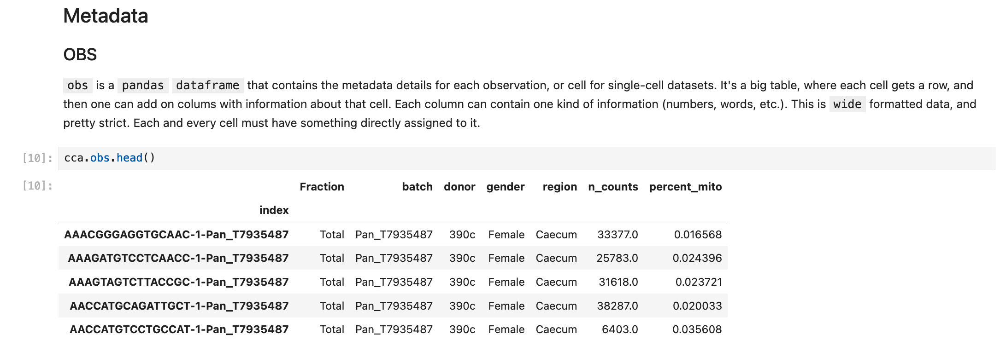 Metadata
OBS
obs is a pandas dataframe that contains the metadata details for each observation, or cell for single-cell datasets. It's a big table, where each cell gets a row, and
then one can add on colums with information about that cell. Each column can contain one kind of information (numbers, words, etc.). This is wide formatted data, and
pretty strict. Each and every cell must have something directly assigned to it.
[10]: cca.obs.head()
[10]: Fraction batch donor gender region n_counts percent_mito
index
AAACGGGAGGTGCAAC-1-Pan_T7935487 Total Pan_T7935487 390c Female Caecum 33377.0 0.016568
AAAGATGTCCTCAACC-1-Pan_T7935487 Total Pan_T7935487 390c Female Caecum 25783.0 0.024396
AAAGTAGTCTTACCGC-1-Pan_T7935487 Total Pan_T7935487 390c Female Caecum 31618.0 0.023721
AACCATGCAGATTGCT-1-Pan_T7935487 Total Pan_T7935487 390c Female Caecum 38287.0 0.020033
AACCATGTCCTGCCAT-1-Pan_T7935487 Total Pan_T7935487 390c Female Caecum 6403.0 0.035608